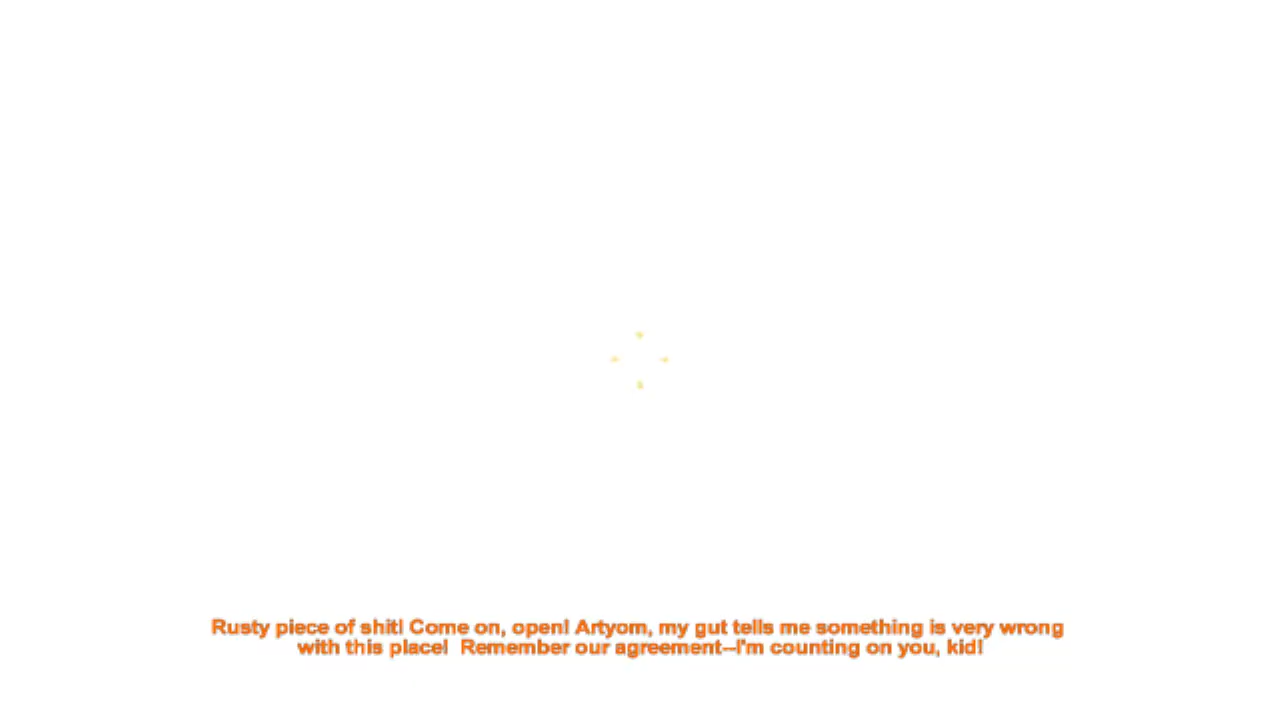 Rusty piece of shit! Come on, open! Artyom, my gut tells me something is very wrong
with this place!  Remember our agreement--I'm counting on you, kid!